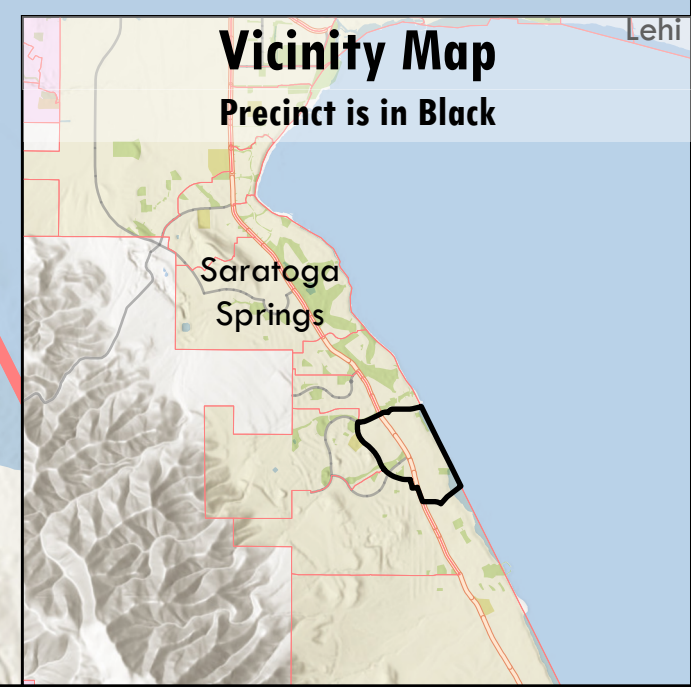 Lehi
Vicinity Map
Precinct is in Black
Saratoga
Springs